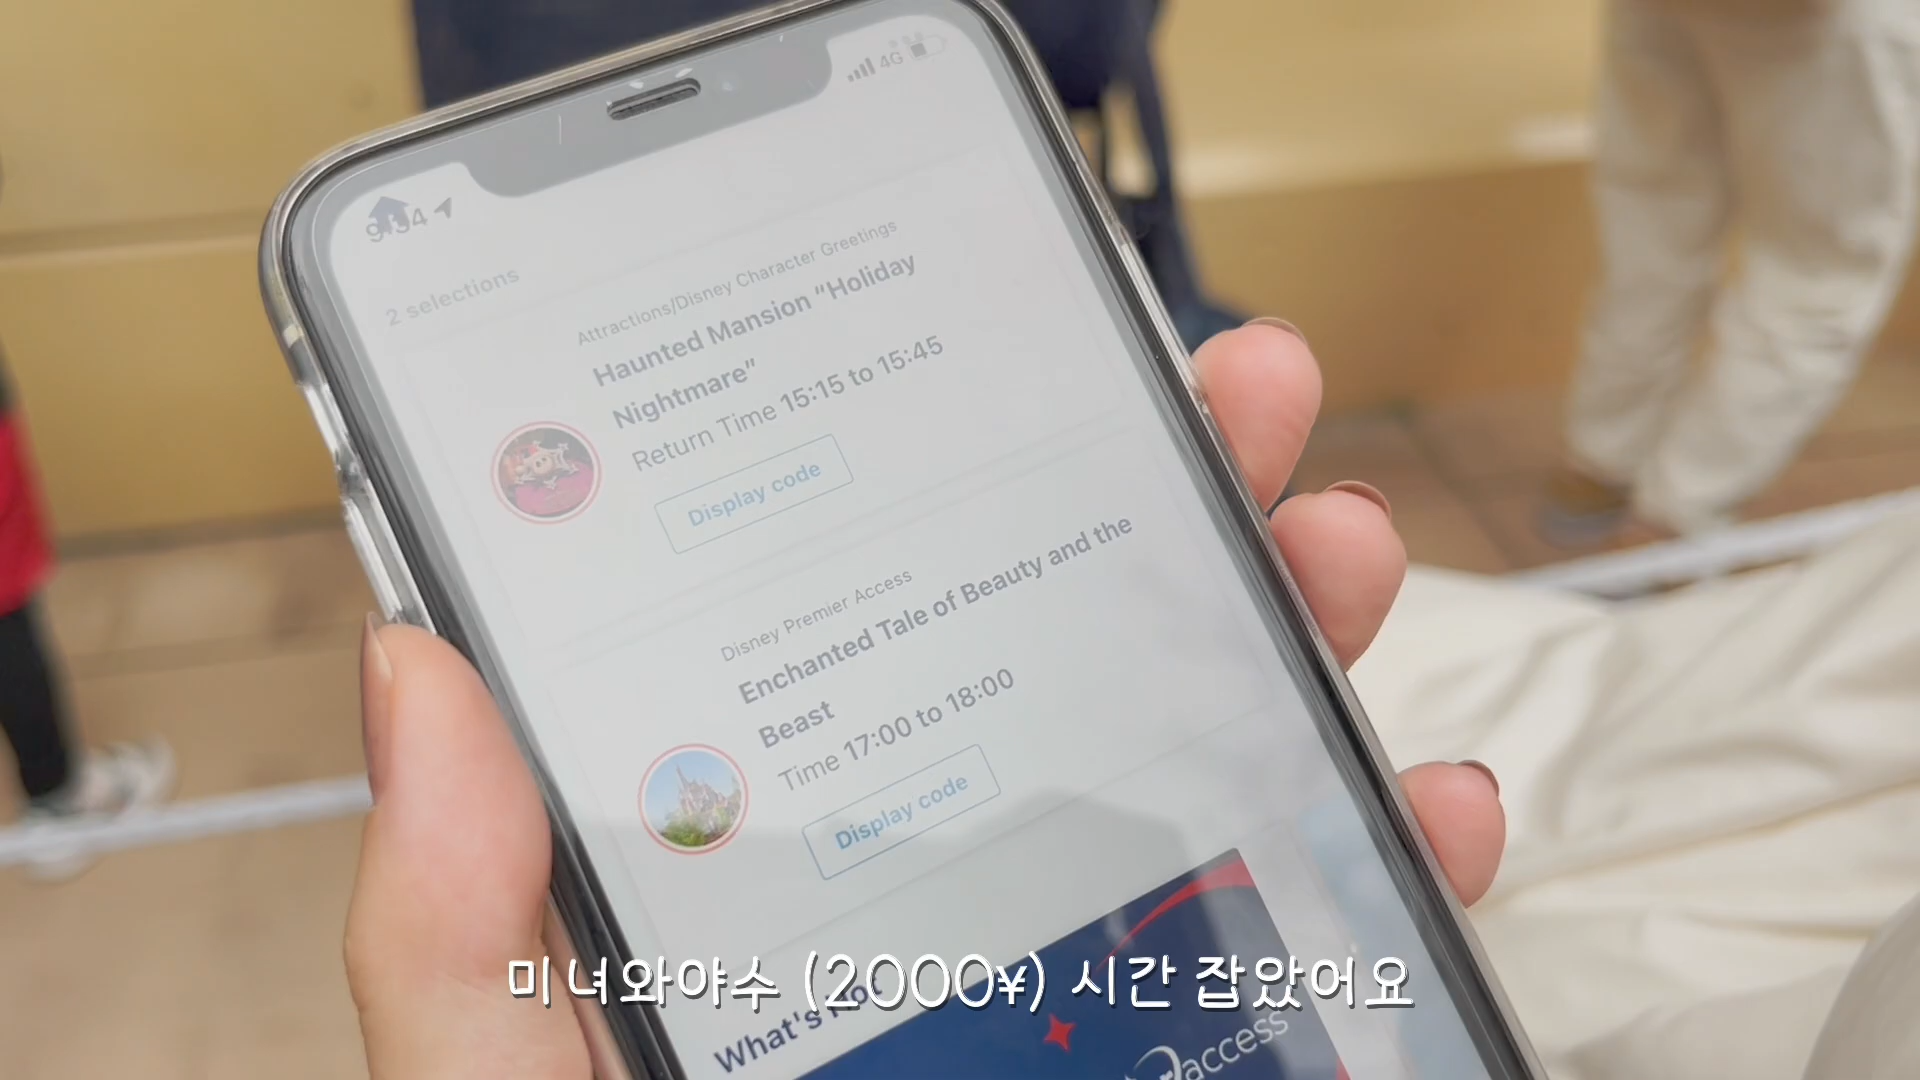 4G
9:34
2 selections
Attractions/Disney Character Greetings
Haunted Mansion “Holiday
Nightmare”
Return Time 15:15 to 15:45
Display code
Disney Premier Access
Enchanted Tale of Beauty and the
Beast
Time 17:00 to 18:00
Display code
What's Hot
access
미녀와야수 (2000¥) 시간 잡았어요